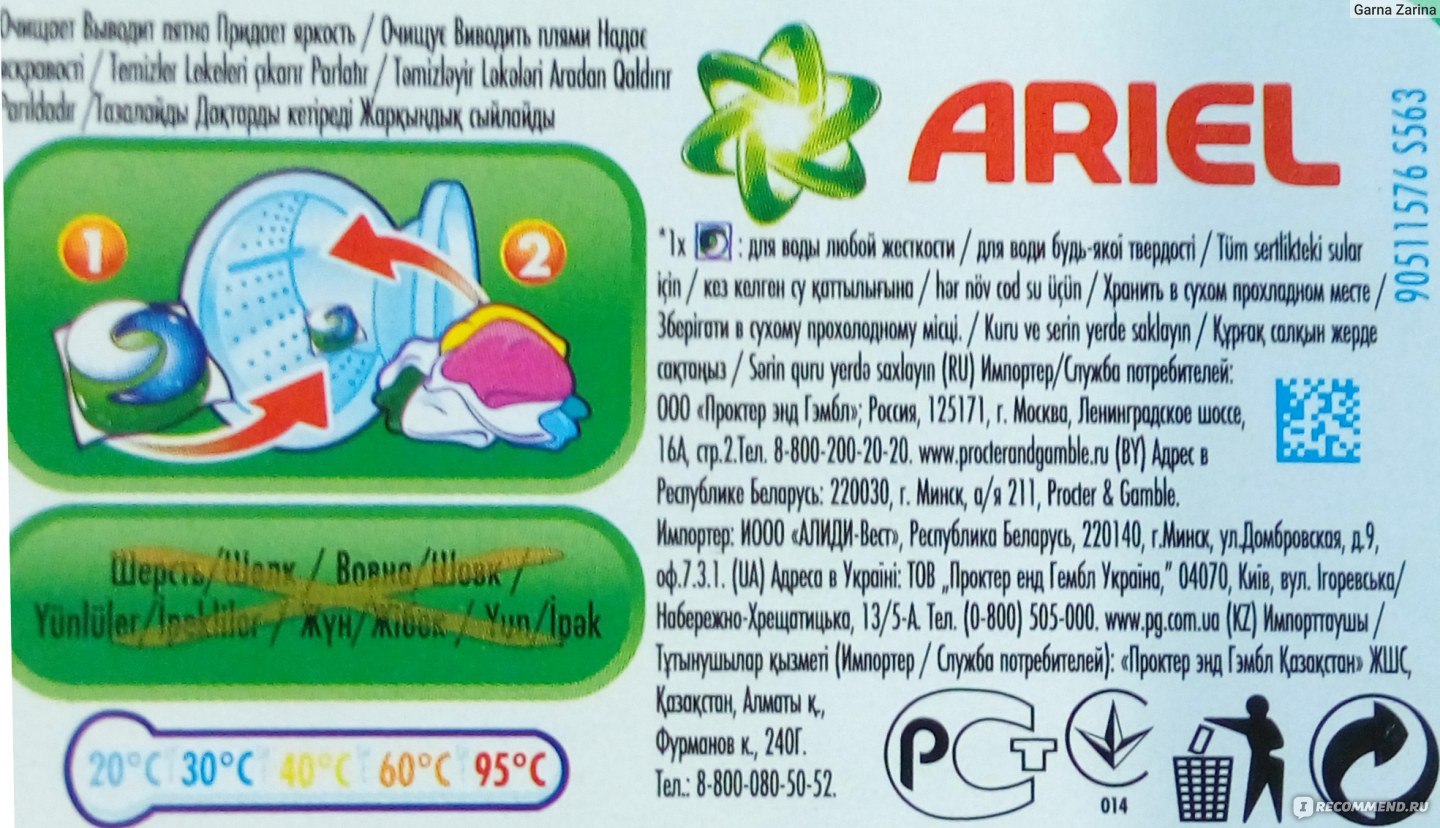 Garna Zarina
Очищает Выводит пятна Придает яркость / Очищує Виводить плями Надає
яскравості / Temizler Lekeleri çıkarır Parlatır / Təmizləyir Ləkələri Aradan Qaldırır
Parıldadır / Тазалайды Дақтарды кетіреді Жарқындық сыйлайды
1
2
Шерсть/Шелк / Вовна/Шовк /
Yünlüler/İpekliler / Жүн/Жібек / Yun/İpək
20°C 30°C 40°C 60°C 95°C
ARIEL
90511576 S563
*1x : для воды любой жесткости / для води будь-якої твердості / Tüm sertlikteki sular
için / кез келген су қаттылығына / hər növ cod su üçün / Хранить в сухом прохладном месте /
Зберігати в сухому прохолодному місці. / Kuru ve serin yerde saklayın / Құрғақ салқын жерде
сақтаңыз / Sərin quru yerdə saxlayın (RU) Импортер/Служба потребителей:
ООО «Проктер энд Гэмбл»; Россия, 125171, г. Москва, Ленинградское шоссе,
16А, стр.2.Тел. 8-800-200-20-20. www.procterandgamble.ru (BY) Адрес в
Республике Беларусь: 220030, г. Минск, а/я 211, Procter & Gamble.
Импортер: ИООО «АЛИДИ-Вест», Республика Беларусь, 220140, г.Минск, ул.Домбровская, д.9,
оф.7.3.1. (UA) Адреса в Україні: ТОВ „Проктер енд Гембл Україна,” 04070, Київ, вул. Ігоревська/
Набережно-Хрещатицька, 13/5-А. Тел. (0-800) 505-000. www.pg.com.ua (KZ) Импорттаушы /
Тұтынушылар қызметі (Импортер / Служба потребителей): «Проктер энд Гэмбл Қазақстан» ЖШС,
Қазақстан, Алматы қ.,
Фурманов к., 240Г.
Тел.: 8-800-080-50-52.
РСТ
014
IRECOMMEND.RU